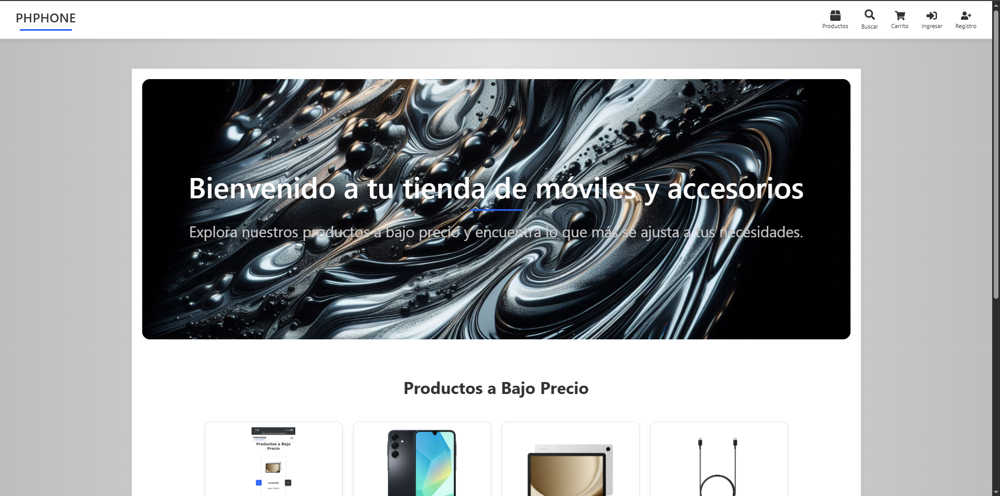 PHPHONE
Productos
Buscar
Carrito
Ingresar
Registro
Bienvenido a tu tienda de móviles y accesorios
Explora nuestros productos a bajo precio y encuentra lo que más se ajusta a tus necesidades.
Productos a Bajo Precio
PHPHONE
Productos a Bajo
Precio